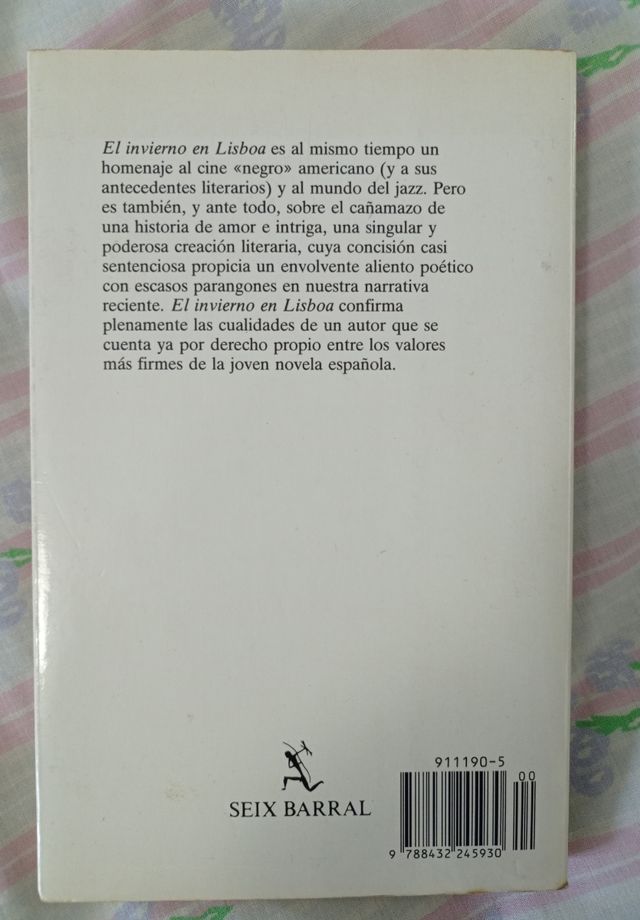 El invierno en Lisboa es al mismo tiempo un
homenaje al cine «negro» americano (y a sus
antecedentes literarios) y al mundo del jazz. Pero
es también, y ante todo, sobre el cañamazo de
una historia de amor e intriga, una singular y
poderosa creación literaria, cuya concisión casi
sentenciosa propicia un envolvente aliento poético
con escasos parangones en nuestra narrativa
reciente. El invierno en Lisboa confirma
plenamente las cualidades de un autor que se
cuenta ya por derecho propio entre los valores
más firmes de la joven novela española.
SEIX BARRAL
911190-5
00
9 788432 245930